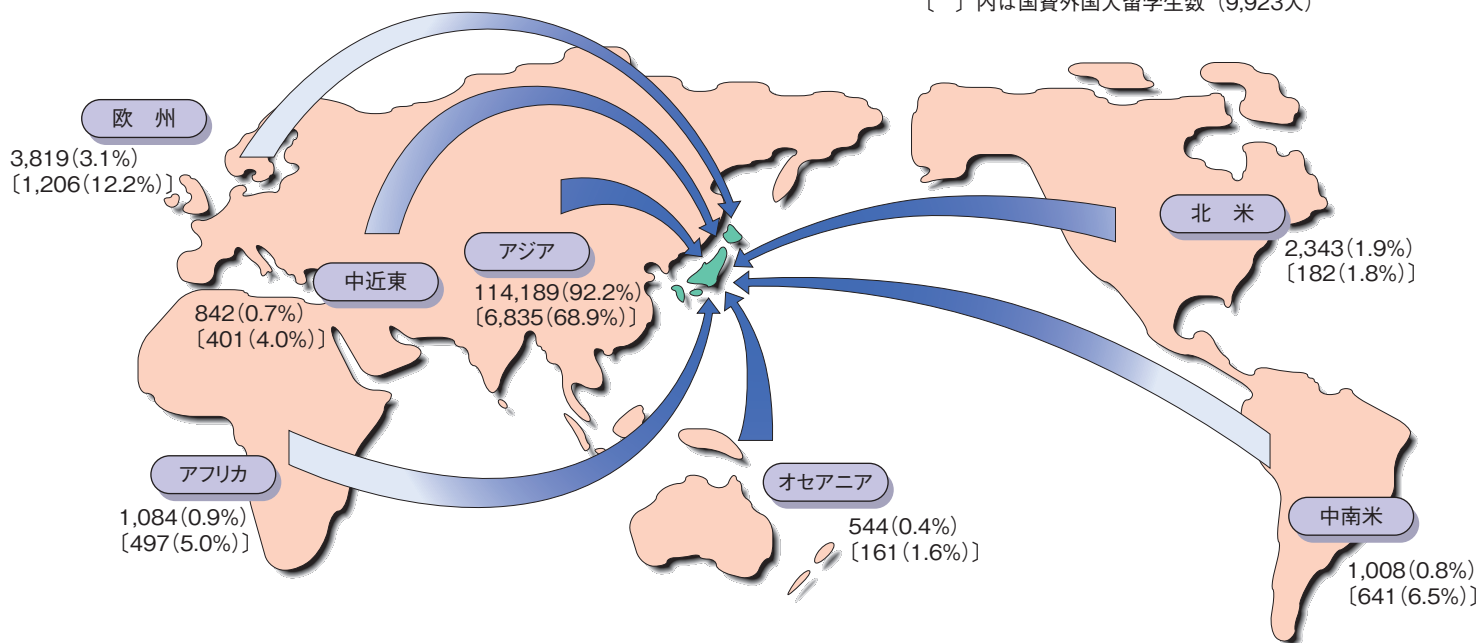 〔　〕内は国費外国人留学生数（9,923人）
欧　州
3,819(3.1%)
〔1,206(12.2%)〕
中近東
842(0.7%)
〔401(4.0%)〕
アジア
114,189(92.2%)
〔6,835(68.9%)〕
北　米
2,343(1.9%)
〔182(1.8%)〕
アフリカ
1,084(0.9%)
〔497(5.0%)〕
オセアニア
544(0.4%)
〔161(1.6%)〕
中南米
1,008(0.8%)
〔641(6.5%)〕